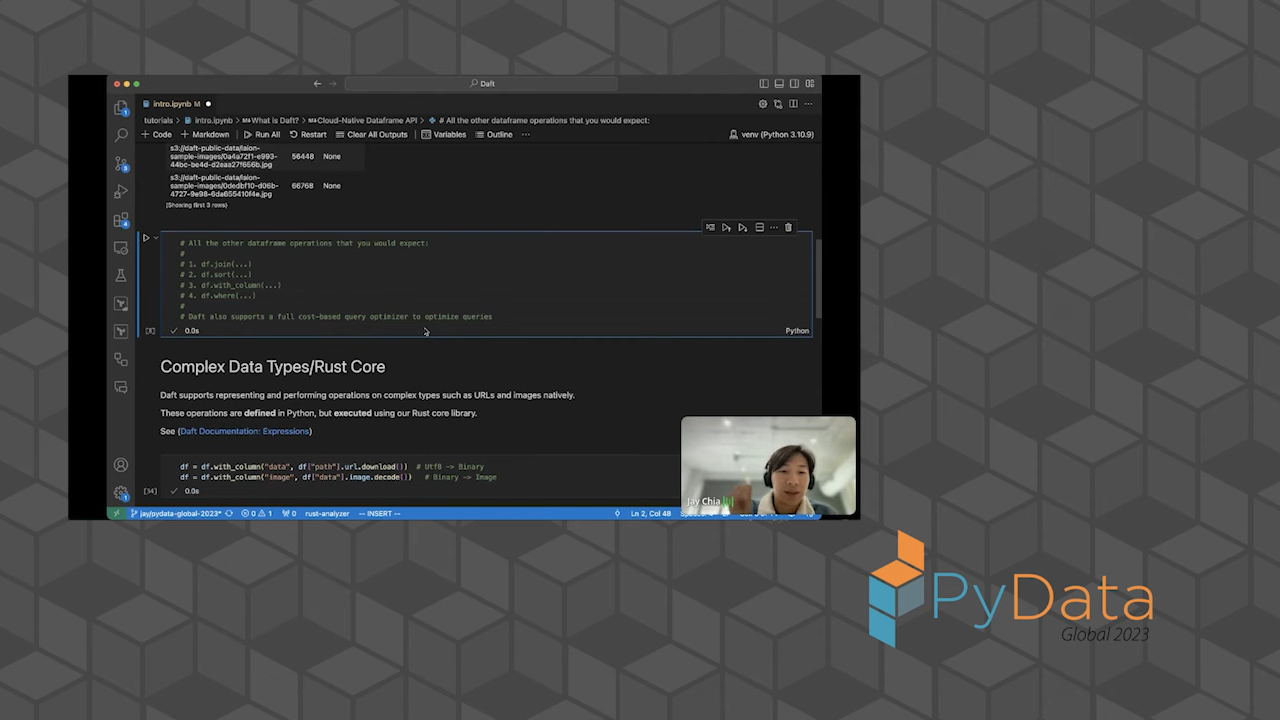 Daft
intro.ipynb M
tutorials > intro.ipynb > What is Daft? > Cloud-Native Dataframe API > # All the other dataframe operations that you would expect:
+ Code + Markdown Run All Restart Clear All Outputs Variables Outline ... venv (Python 3.10.9)
s3://daft-public-data/laion-
sample-images/0a4a72f1-e993-
44bc-be4d-d2eaa27f656b.jpg
56448 None
s3://daft-public-data/laion-
sample-images/0dedbf10-d06b-
4727-9e98-6da655410f4e.jpg
66768 None
(Showing first 3 rows)
# All the other dataframe operations that you would expect:
#
# 1. df.join(...)
# 2. df.sort(...)
# 3. df.with_column(...)
# 4. df.where(...)
#
# Daft also supports a full cost-based query optimizer to optimize queries
0.0s
Python
Complex Data Types/Rust Core
Daft supports representing and performing operations on complex types such as URLs and images natively.
These operations are defined in Python, but executed using our Rust core library.
See (Daft Documentation: Expressions)
df = df.with_column("data", df["path"].url.download()) # Utf8 -> Binary
df = df.with_column("image", df["data"].image.decode()) # Binary -> Image
[34] 0.0s
Jay Chia
jay/pydata-global-2023* 0 1 0 rust-analyzer -- INSERT -- Ln 2, Col 48
PyData
Global 2023